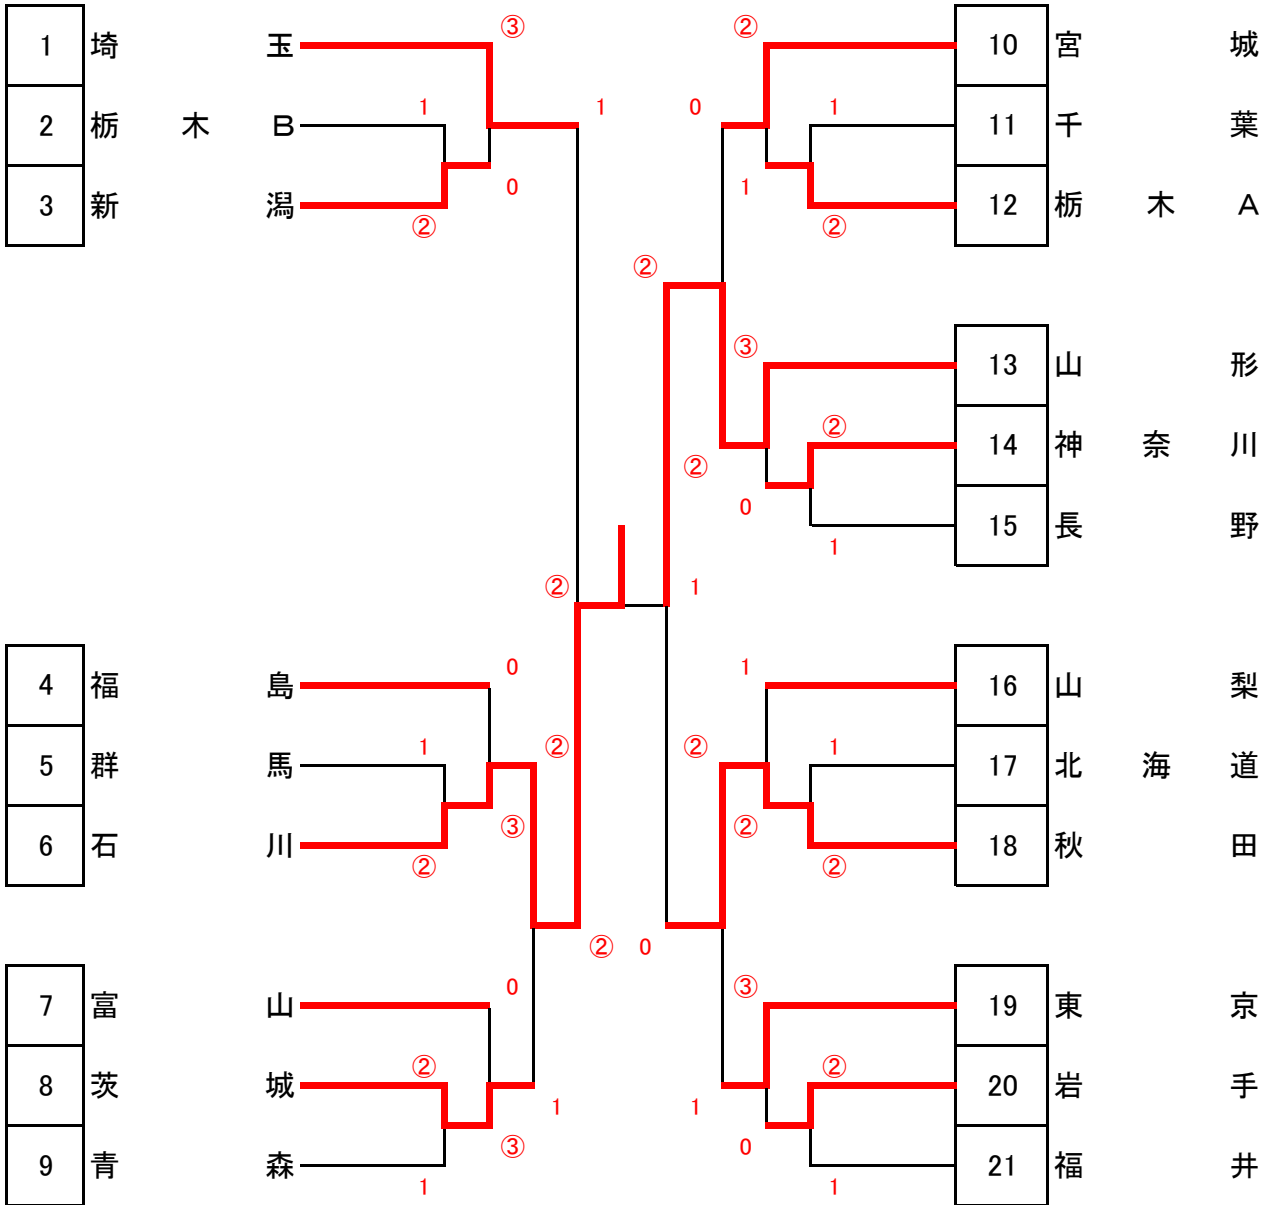 ③ ②
1 埼玉 10 宮城
1 1 0 1
2 栃木B 11 千葉
0 1
3 新潟 12 栃木A
② ②
②
③
13 山形
②
14 神奈川
②
0
15 長野
1
② 1
0 1
4 福島 16 山梨
1 ② ② 1
5 群馬 17 北海道
③ ②
6 石川 18 秋田
② ②
② 0
0 ③
7 富山 19 東京
② ②
8 茨城 20 岩手
1 1
③ 0
9 青森 21 福井
1 1